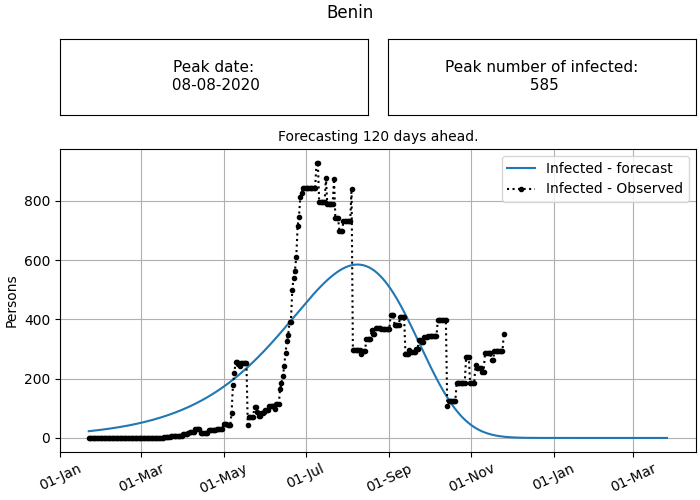 Benin
Peak date:
08-08-2020
Peak number of infected:
585
Forecasting 120 days ahead.
Infected - forecast
Infected - Observed
Persons
800
600
400
200
0
01-Jan
01-Mar
01-May
01-Jul
01-Sep
01-Nov
01-Jan
01-Mar